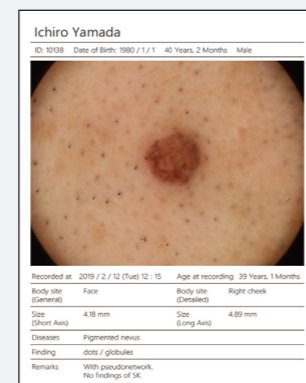 Ichiro Yamada
ID: 10138 Date of Birth: 1980 / 1 / 1 40 Years, 2 Months Male
Recorded at 2019 / 2 / 12 (Tue) 12 : 15 Age at recording 39 Years, 1 Months
Body site (General) Face Body site (Detailed) Right cheek
Size (Short Axis) 4.18 mm Size (Long Axis) 4.89 mm
Diseases Pigmented nevus
Finding dots / globules
Remarks With pseudonetwork.
No findings of SK.